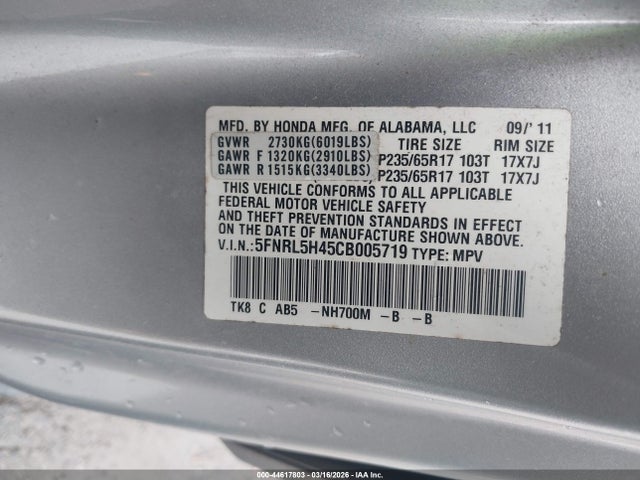 MFD. BY HONDA MFG. OF ALABAMA, LLC 09/'11
GVWR 2730KG(6019LBS) TIRE SIZE RIM SIZE
GAWR F 1320KG(2910LBS) P235/65R17 103T 17X7J
GAWR R 1515KG(3340LBS) P235/65R17 103T 17X7J
THIS VEHICLE CONFORMS TO ALL APPLICABLE
FEDERAL MOTOR VEHICLE SAFETY
AND THEFT PREVENTION STANDARDS IN EFFECT
ON THE DATE OF MANUFACTURE SHOWN ABOVE.
V.I.N.:5FNRL5H45CB005719 TYPE: MPV
TK8 C AB5 -NH700M -B -B
000-44617803 - 03/16/2026 - IAAI.com